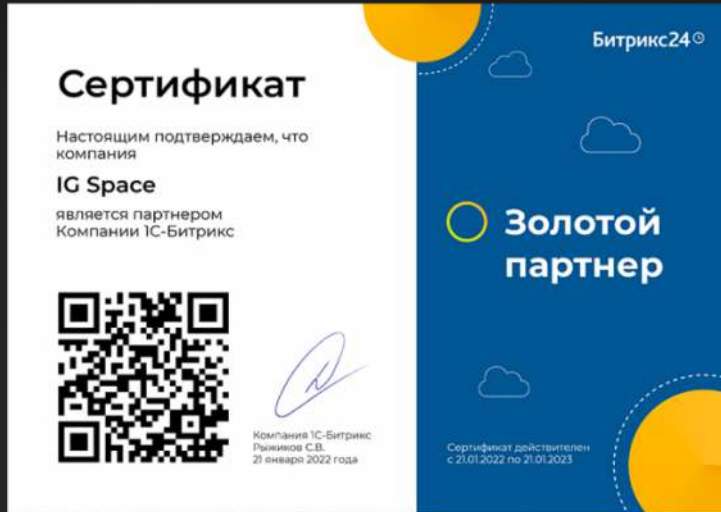 Сертификат
Настоящим подтверждаем, что
компания
IG Space
является партнером
Компании 1С-Битрикс
Компания 1С-Битрикс
Рыжиков С.В.
21 января 2022 года
Битрикс24
Золотой
партнер
Сертификат действителен
с 21.01.2022 по 21.01.2023